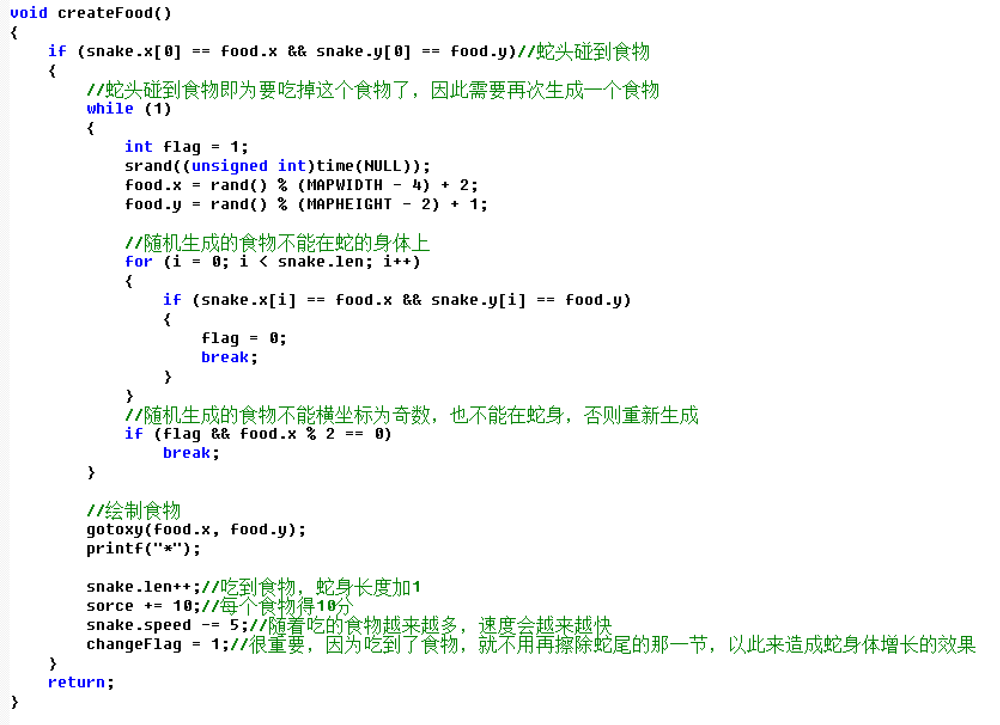 void createFood()
{
    if (snake.x[0] == food.x && snake.y[0] == food.y)//蛇头碰到食物
    {
        //蛇头碰到食物即为要吃掉这个食物了，因此需要再次生成一个食物
        while (1)
        {
            int flag = 1;
            srand((unsigned int)time(NULL));
            food.x = rand() % (MAPWIDTH - 4) + 2;
            food.y = rand() % (MAPHEIGHT - 2) + 1;

            //随机生成的食物不能在蛇的身体上
            for (i = 0; i < snake.len; i++)
            {
                if (snake.x[i] == food.x && snake.y[i] == food.y)
                {
                    flag = 0;
                    break;
                }
            }
            //随机生成的食物不能横坐标为奇数，也不能在蛇身，否则重新生成
            if (flag && food.x % 2 == 0)
                break;
        }

        //绘制食物
        gotoxy(food.x, food.y);
        printf("*");

        snake.len++;//吃到食物，蛇身长度加1
        sorce += 10;//每个食物得10分
        snake.speed -= 5;//随着吃的食物越来越多，速度会越来越快
        changeFlag = 1;//很重要，因为吃到了食物，就不用再擦除蛇尾的那一节，以此来造成蛇身体增长的效果
    }
    return;
}